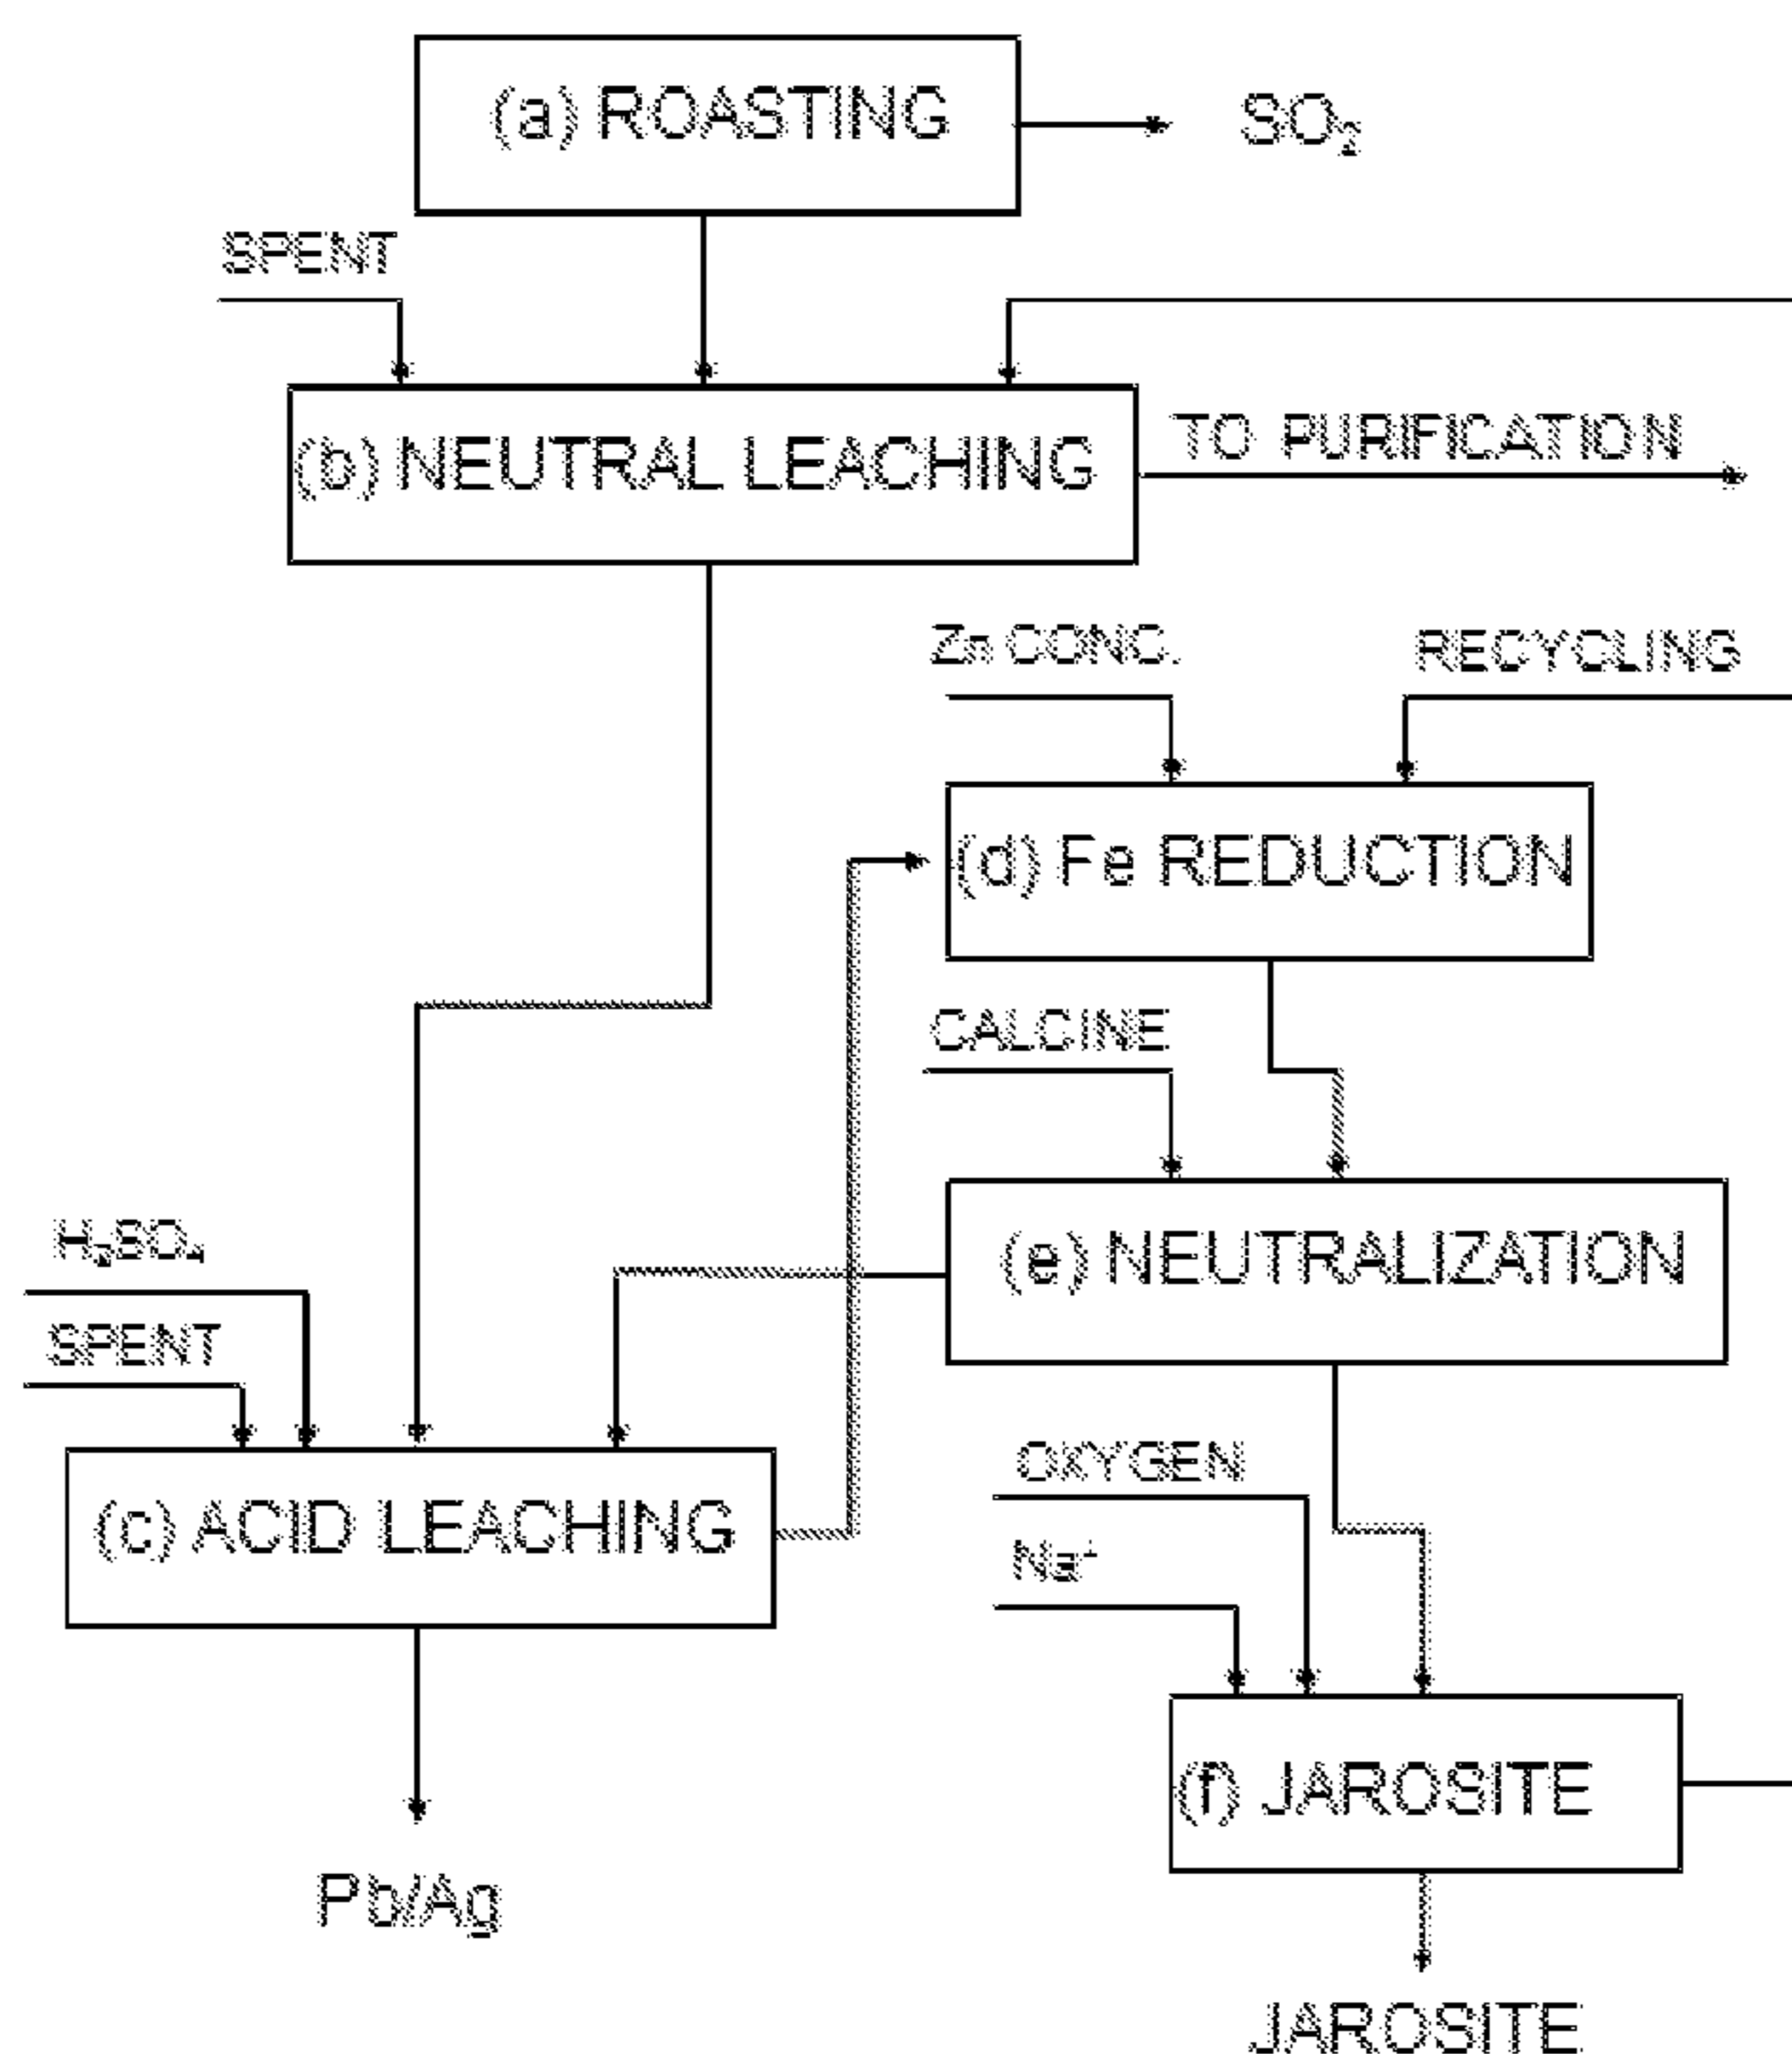 (a) ROASTING
SO₂
SPENT
(b) NEUTRAL LEACHING
TO PURIFICATION
Zn CONC.
RECYCLING
(d) Fe REDUCTION
CALCINE
H₂SO₄
(e) NEUTRALIZATION
SPENT
OXYGEN
(c) ACID LEACHING
Na⁺
(f) JAROSITE
Pb/Ag
JAROSITE